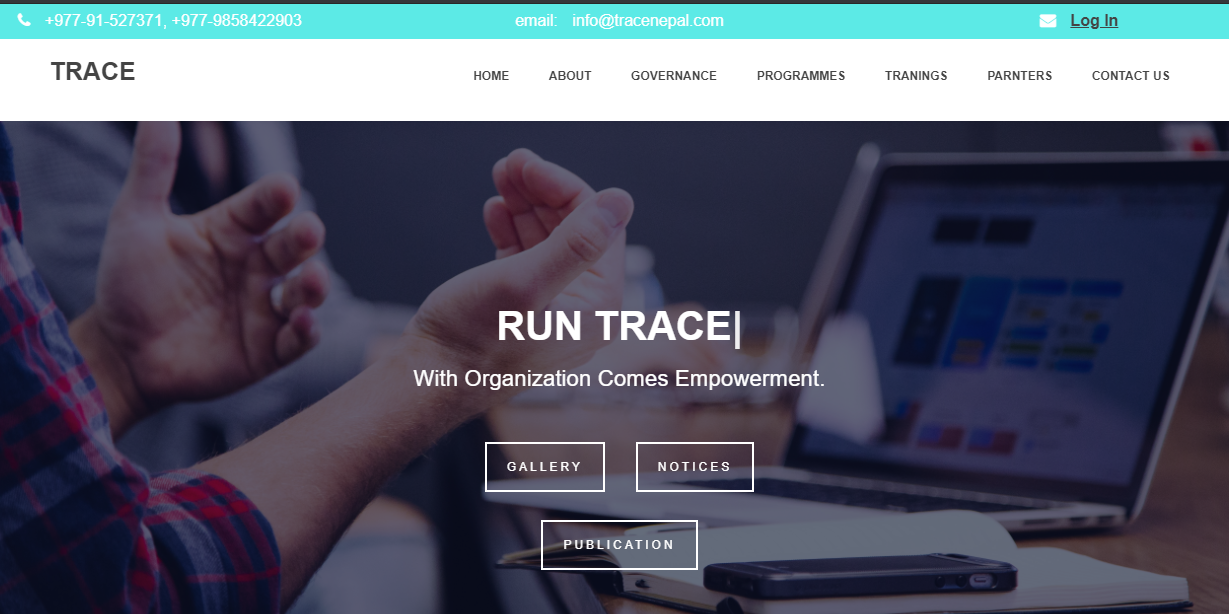 +977-91-527371, +977-9858422903 email: info@tracenepal.com Log In
TRACE HOME ABOUT GOVERNANCE PROGRAMMES TRANINGS PARNTERS CONTACT US
RUN TRACE|
With Organization Comes Empowerment.
GALLERY NOTICES
PUBLICATION